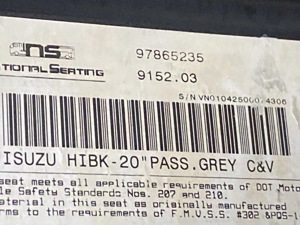 ns 97865235
TIONAL SEATING 9152.03
S/N VN01042500074306
ISUZU HIBK-20" PASS.GREY C&V
seat meets all applicable requirements of DOT Moto
le Safety Standards Nos. 207 and 210.
aterial in this seat as originally manufactured
rms to the requirements of F.M.V.S.S. #302 &POS-1